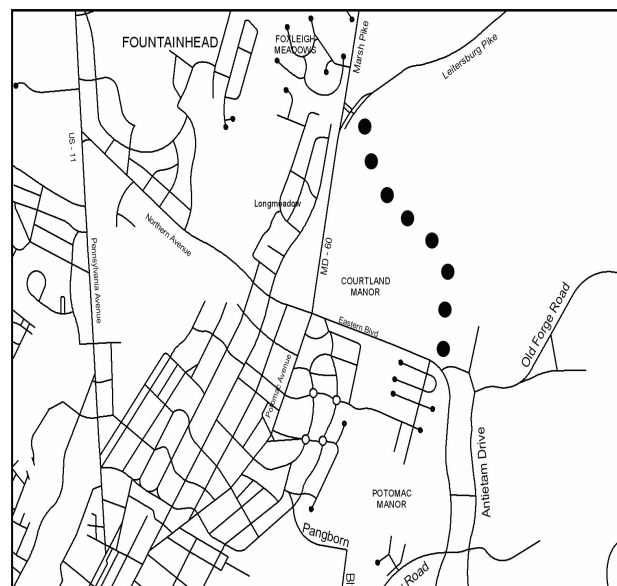 FOUNTAINHEAD
FOXLEIGH
MEADOWS
Marsh Pike
Leitersburg Pike
US - 11
Longmeadow
Northern Avenue
MD - 60
Pennsylvania Avenue
COURTLAND
MANOR
Eastern Blvd
Old Forge Road
Potomac Avenue
Antietam Drive
POTOMAC
MANOR
Pangborn
Bl
Road